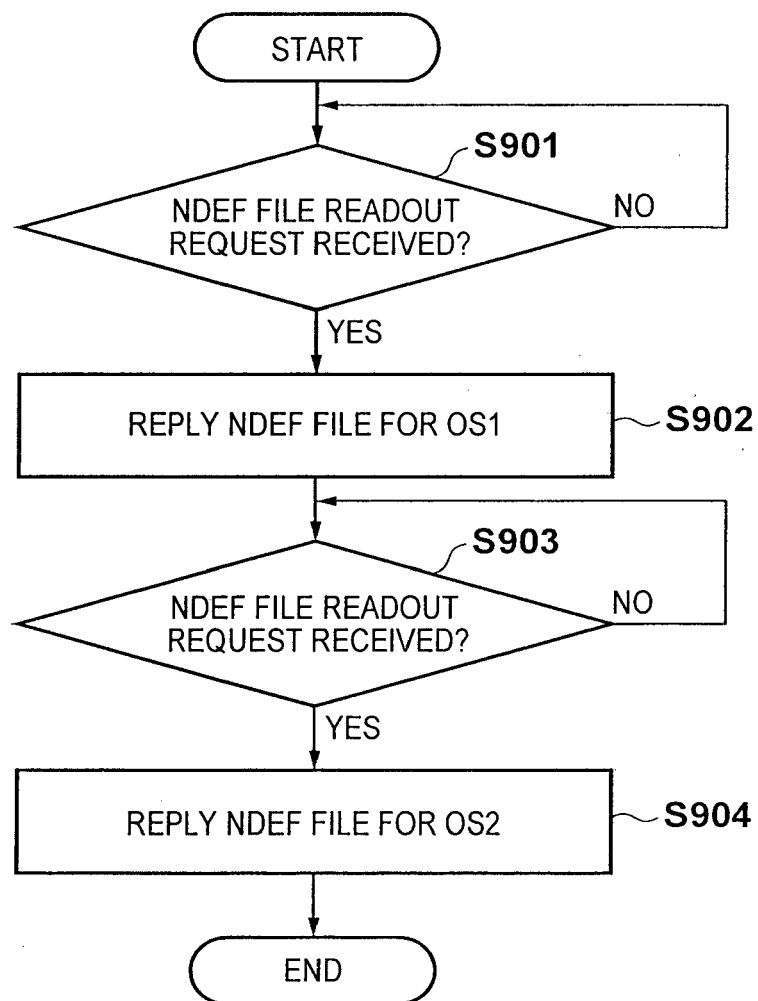 START
S901
NDEF FILE READOUT
REQUEST RECEIVED?
NO
YES
REPLY NDEF FILE FOR OS1
S902
S903
NDEF FILE READOUT
REQUEST RECEIVED?
NO
YES
REPLY NDEF FILE FOR OS2
S904
END